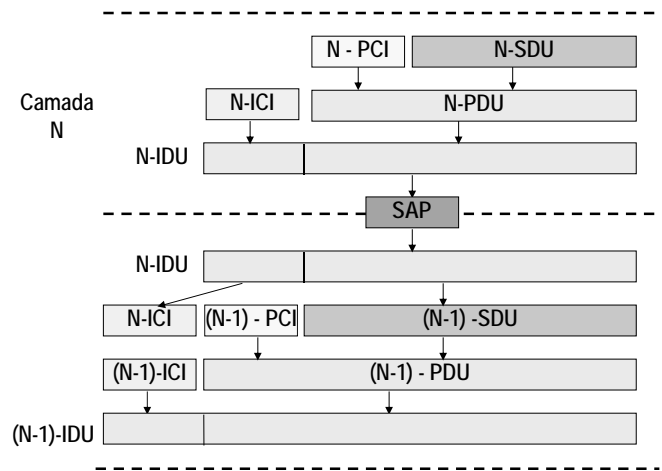 N - PCI N-SDU
Camada
N
N-ICI N-PDU
N-IDU
SAP
N-IDU
N-ICI (N-1) - PCI (N-1) -SDU
(N-1)-ICI (N-1) - PDU
(N-1)-IDU